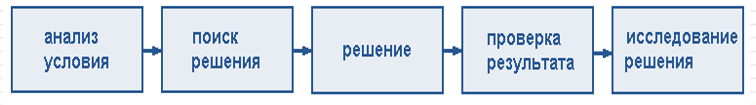 анализ
условия
поиск
решения
решение
проверка
результата
исследование
решения